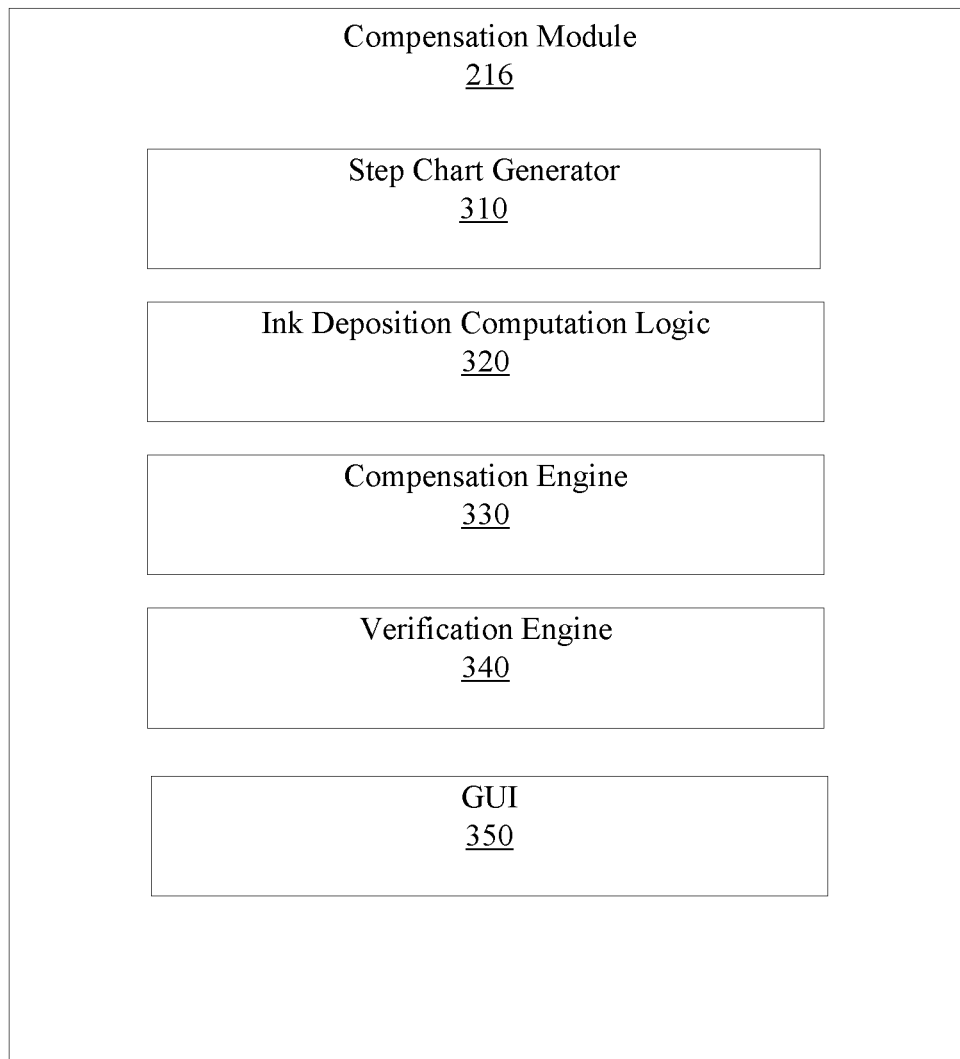 Compensation Module
216
Step Chart Generator
310
Ink Deposition Computation Logic
320
Compensation Engine
330
Verification Engine
340
GUI
350